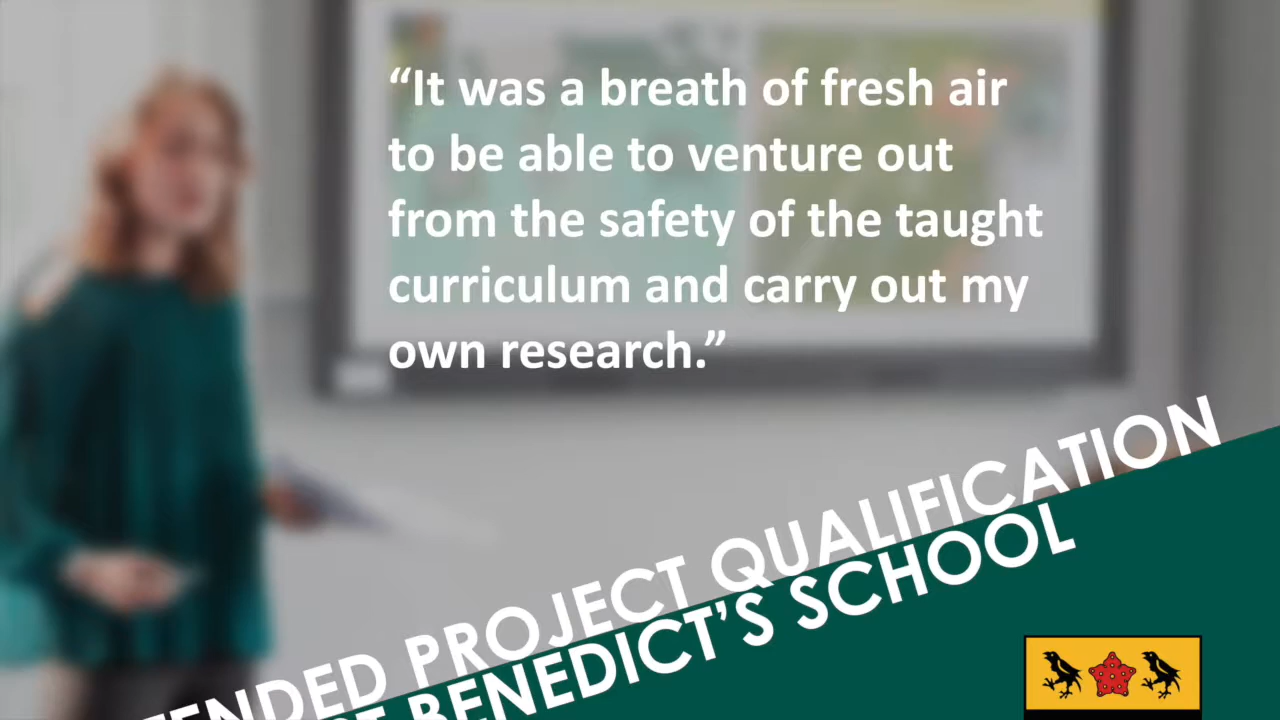 “It was a breath of fresh air
to be able to venture out
from the safety of the taught
curriculum and carry out my
own research.”
TENDED PROJECT QUALIFICATION
BENEDICT’S SCHOOL